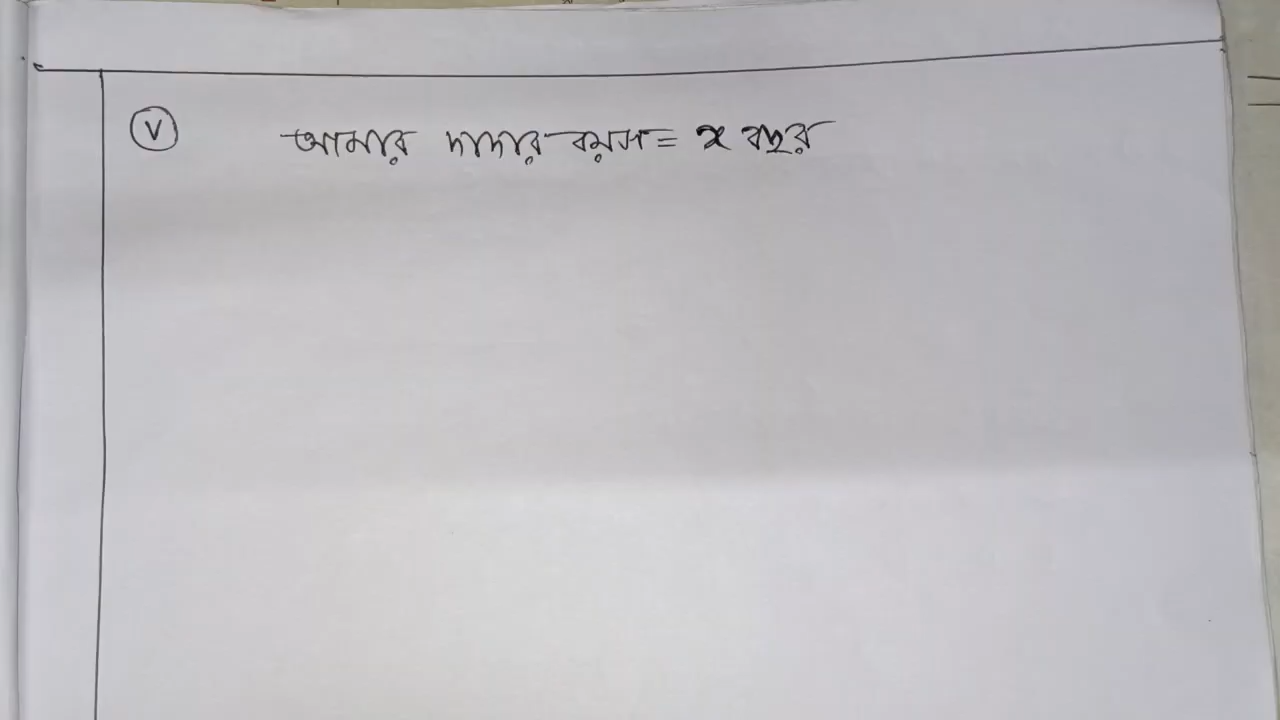 Ⓥ আমার দাদার বয়স = x বছর